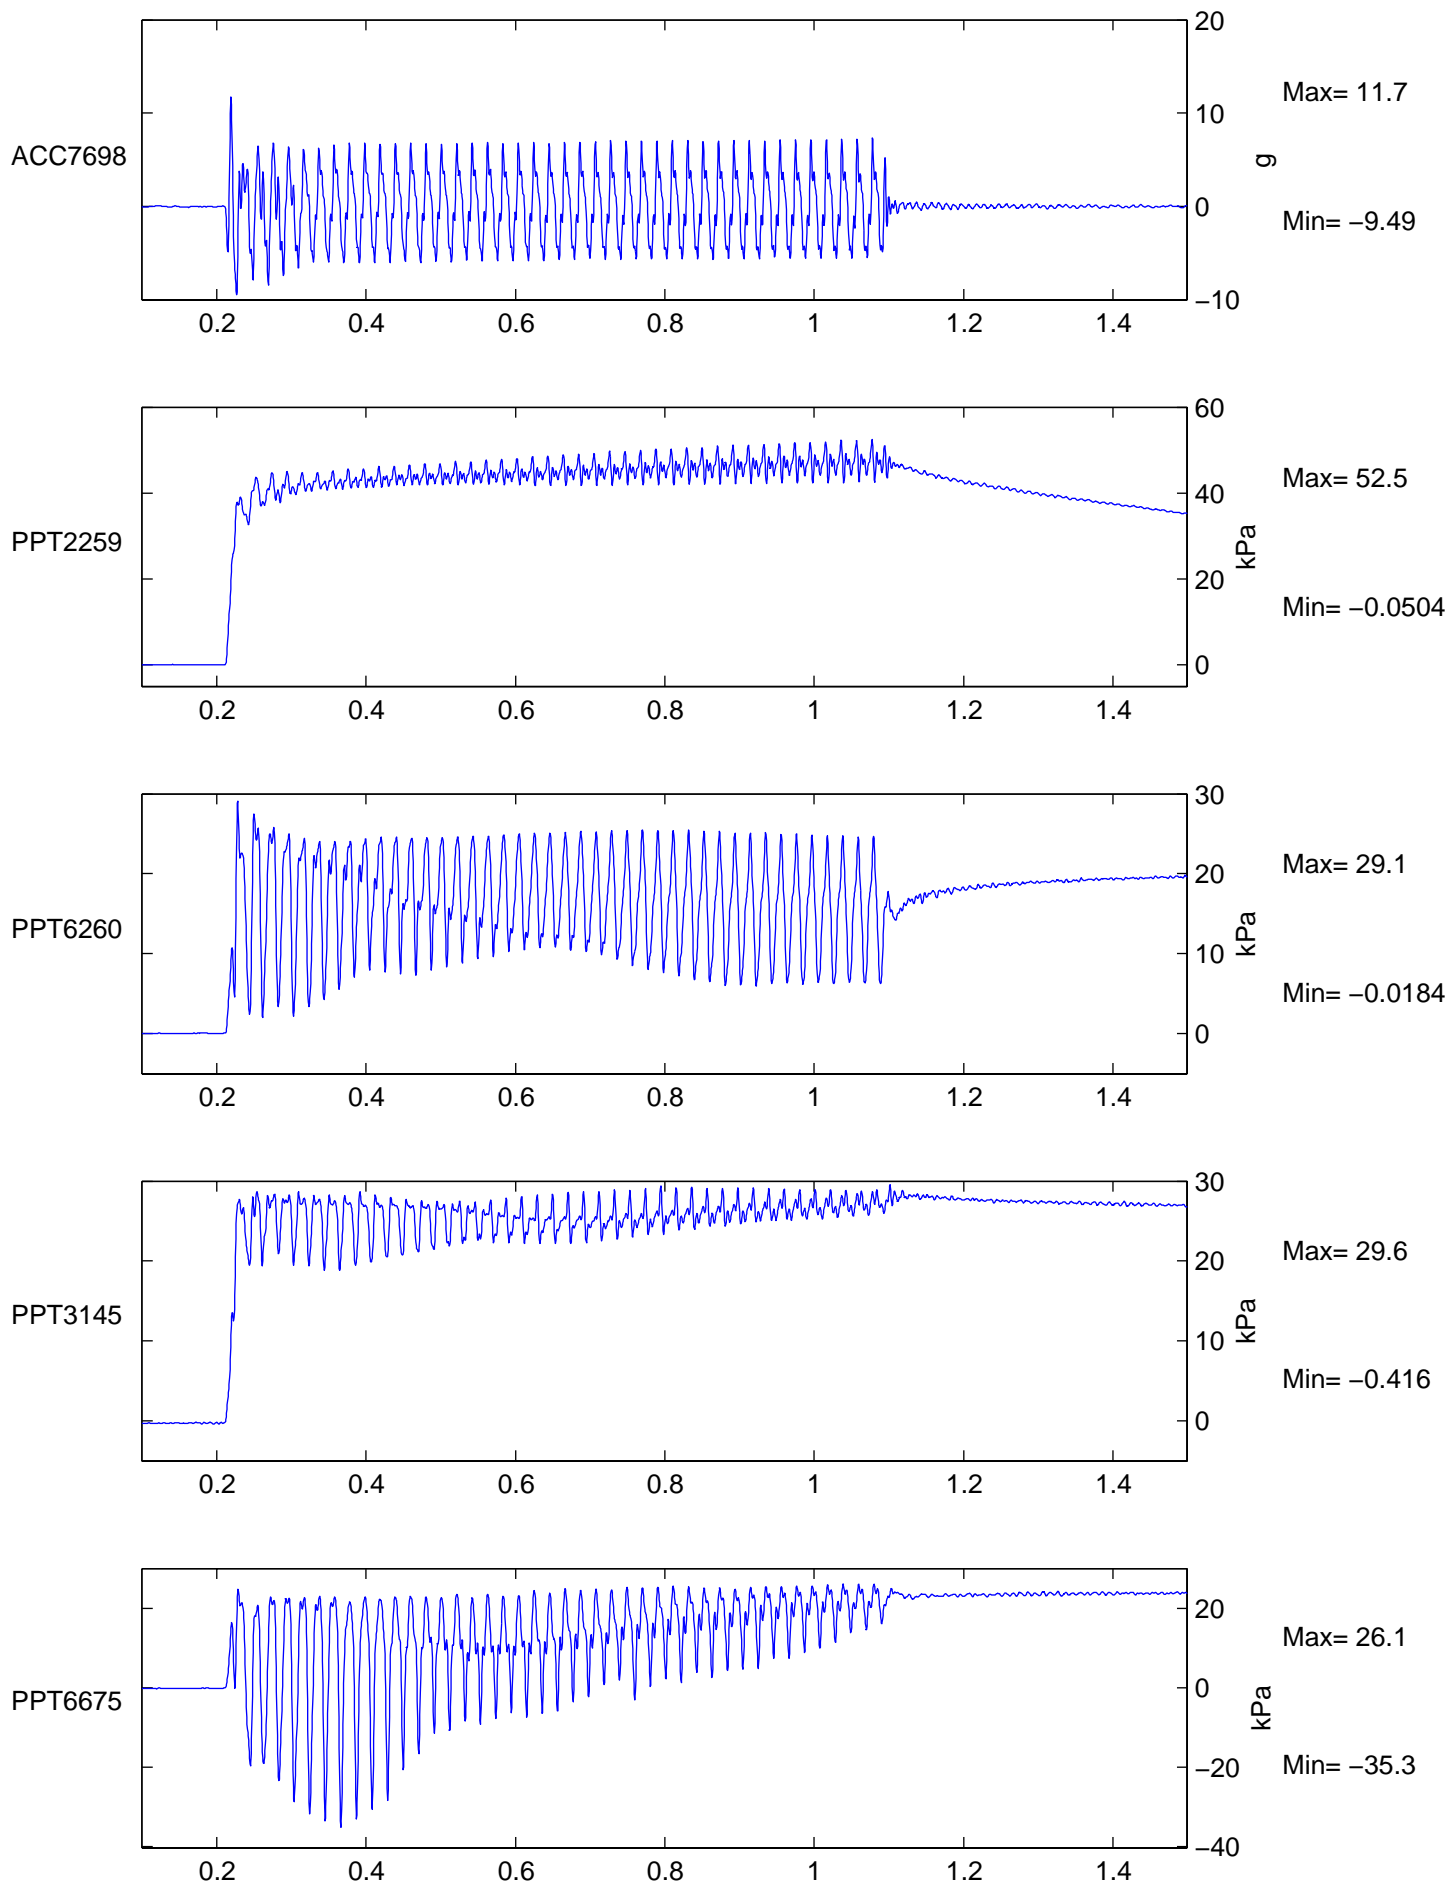 20
Max= 11.7
10
ACC7698
g
0
Min= −9.49
−10
0.2 0.4 0.6 0.8 1 1.2 1.4
60
Max= 52.5
40
PPT2259
kPa
20
Min= −0.0504
0
0.2 0.4 0.6 0.8 1 1.2 1.4
30
Max= 29.1
20
PPT6260
kPa
10
Min= −0.0184
0
0.2 0.4 0.6 0.8 1 1.2 1.4
30
Max= 29.6
20
PPT3145
kPa
10
Min= −0.416
0
0.2 0.4 0.6 0.8 1 1.2 1.4
20
Max= 26.1
0
PPT6675
kPa
−20
Min= −35.3
−40
0.2 0.4 0.6 0.8 1 1.2 1.4